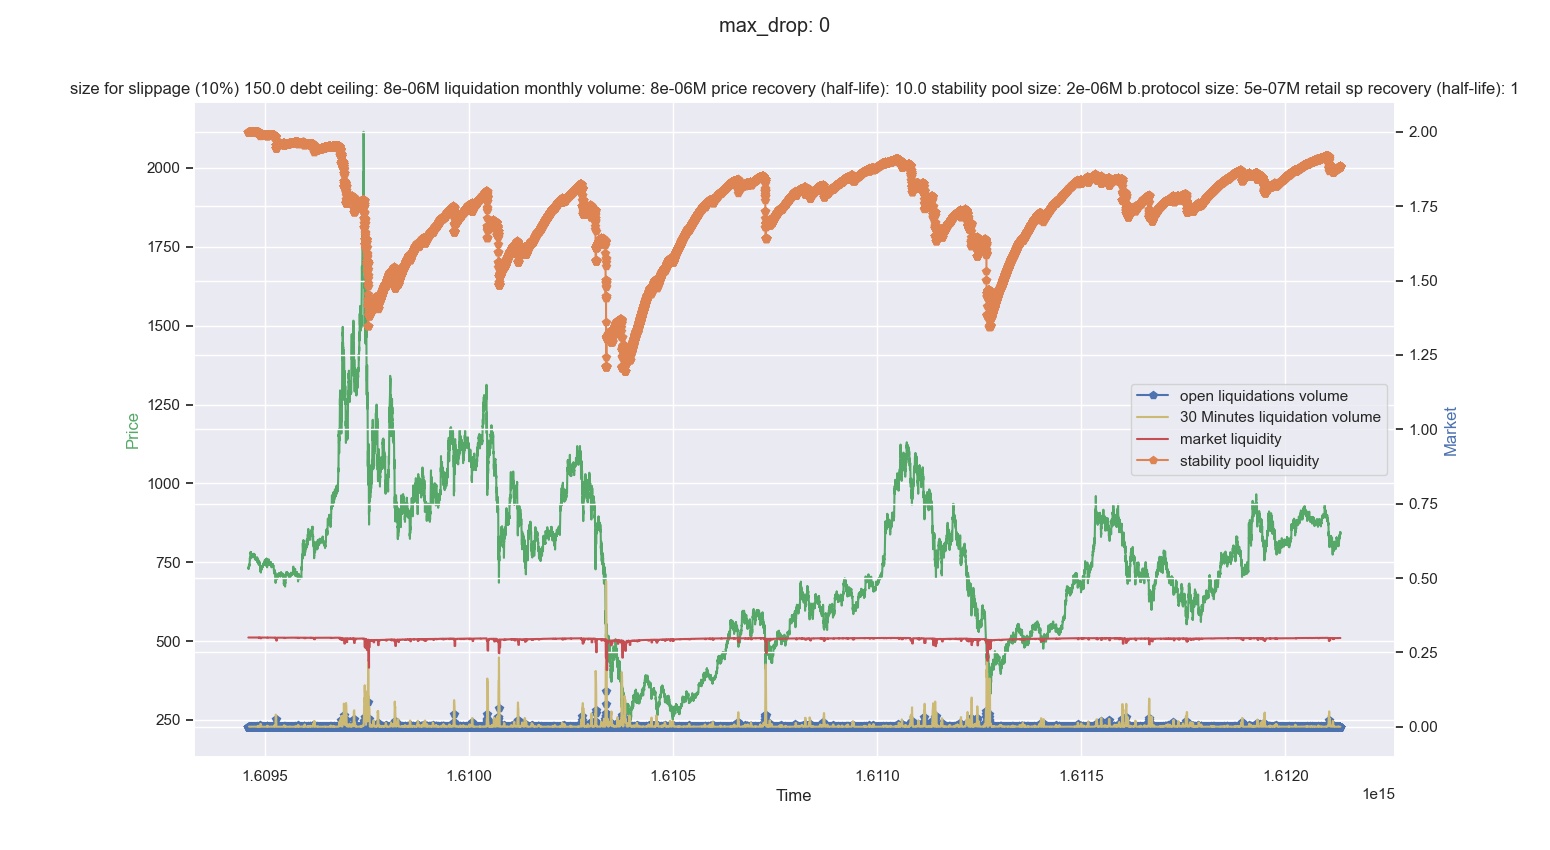 max_drop: 0
size for slippage (10%) 150.0 debt ceiling: 8e-06M liquidation monthly volume: 8e-06M price recovery (half-life): 10.0 stability pool size: 2e-06M b.protocol size: 5e-07M retail sp recovery (half-life): 1
2000
1750
1500
1250
1000
750
500
250
Price
2.00
1.75
1.50
1.25
1.00
0.75
0.50
0.25
0.00
Market
open liquidations volume
30 Minutes liquidation volume
market liquidity
stability pool liquidity
1.6095 1.6100 1.6105 1.6110 1.6115 1.6120
Time
1e15